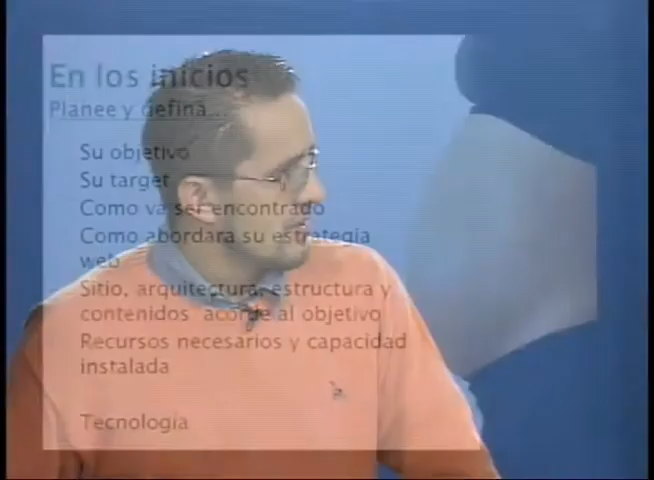 En los inicios
Planee y defina...
Su objetivo
Su target
Como va ser encontrado
Como abordara su estrategia
web
Sitio, arquitectura, estructura y
contenidos acorde al objetivo
Recursos necesarios y capacidad
instalada
Tecnologia